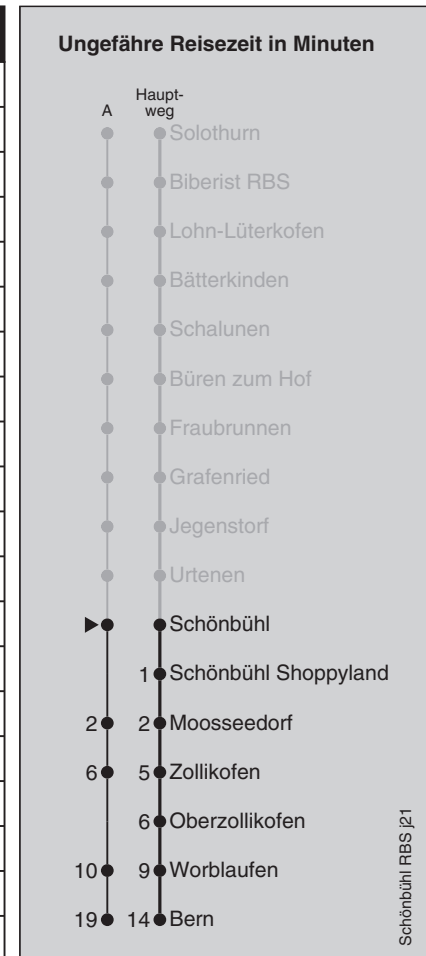 Ungefähre Reisezeit in Minuten
A
Haupt-
weg
Solothurn
Biberist RBS
Lohn-Lüterkofen
Bätterkinden
Schalunen
Büren zum Hof
Fraubrunnen
Grafenried
Jegenstorf
Urtenen
Schönbühl
1 Schönbühl Shoppyland
2 2 Moosseedorf
6 5 Zollikofen
6 Oberzollikofen
10 9 Worblaufen
19 14 Bern
Schönbühl RBS j21